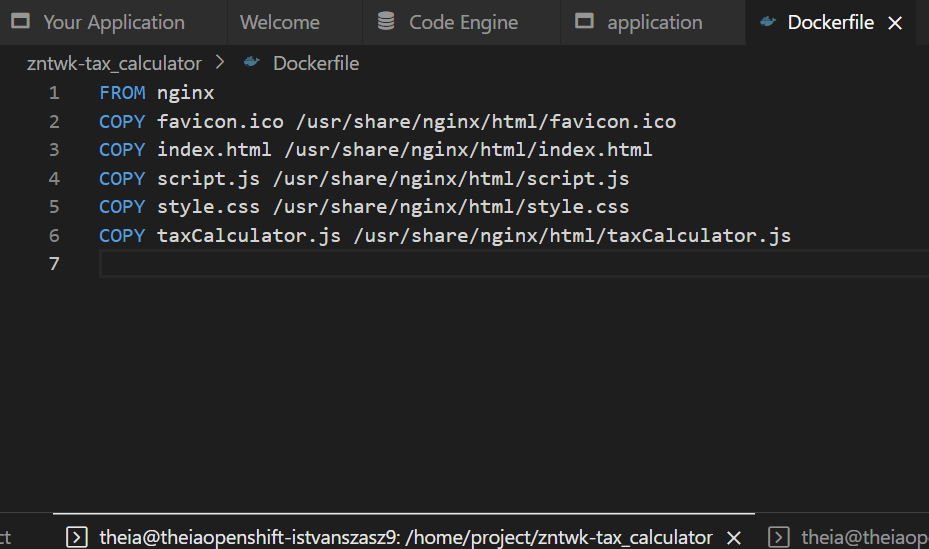 Your Application Welcome Code Engine application Dockerfile
zntwk-tax_calculator > Dockerfile
1 FROM nginx
2 COPY favicon.ico /usr/share/nginx/html/favicon.ico
3 COPY index.html /usr/share/nginx/html/index.html
4 COPY script.js /usr/share/nginx/html/script.js
5 COPY style.css /usr/share/nginx/html/style.css
6 COPY taxCalculator.js /usr/share/nginx/html/taxCalculator.js
7
ct theia@theiaopenshift-istvanszasz9: /home/project/zntwk-tax_calculator theia@theiaop